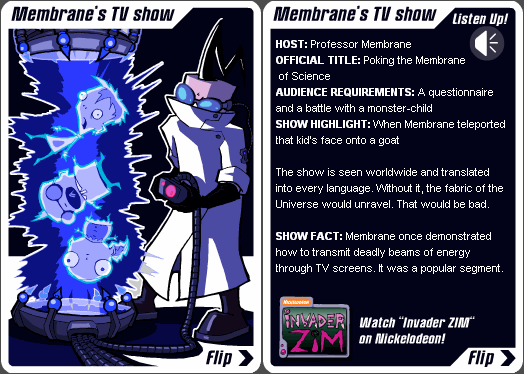 Membrane's TV show
Flip
Membrane's TV show
Listen Up!
HOST: Professor Membrane
OFFICIAL TITLE: Poking the Membrane
of Science
AUDIENCE REQUIREMENTS: A questionnaire
and a battle with a monster-child
SHOW HIGHLIGHT: When Membrane teleported
that kid's face onto a goat
The show is seen worldwide and translated
into every language. Without it, the fabric of the
Universe would unravel. That would be bad.
SHOW FACT: Membrane once demonstrated
how to transmit deadly beams of energy
through TV screens. It was a popular segment.
NICKELODEON
INVADER
ZIM
Watch "Invader ZIM"
on Nickelodeon!
Flip